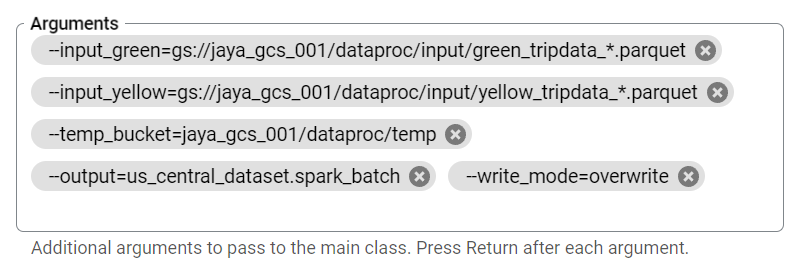 Arguments
--input_green=gs://jaya_gcs_001/dataproc/input/green_tripdata_*.parquet
--input_yellow=gs://jaya_gcs_001/dataproc/input/yellow_tripdata_*.parquet
--temp_bucket=jaya_gcs_001/dataproc/temp
--output=us_central_dataset.spark_batch --write_mode=overwrite
Additional arguments to pass to the main class. Press Return after each argument.